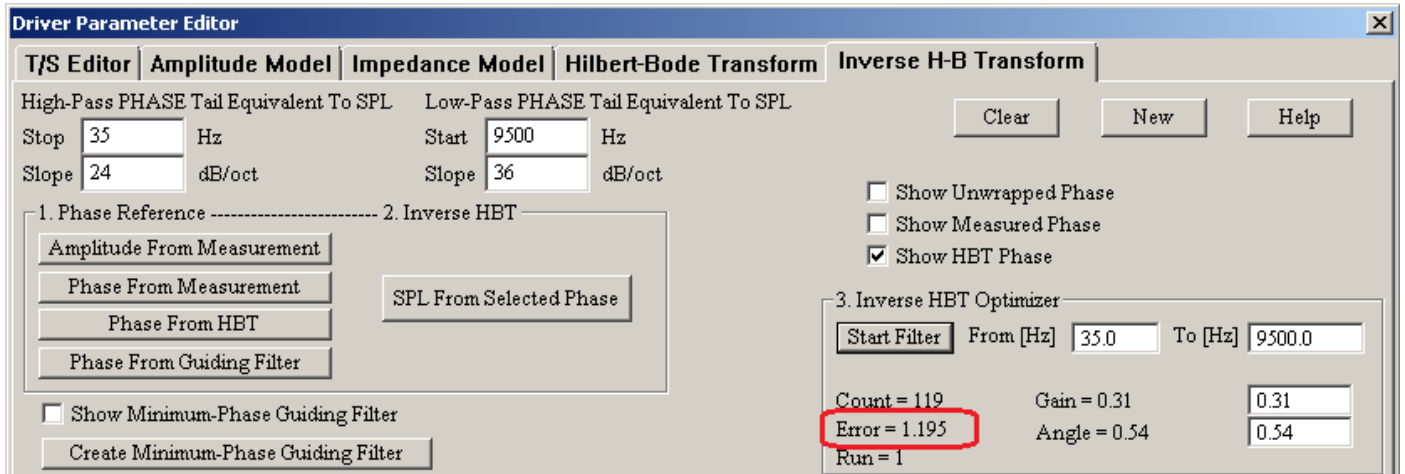 Driver Parameter Editor
T/S Editor Amplitude Model Impedance Model Hilbert-Bode Transform Inverse H-B Transform
High-Pass PHASE Tail Equivalent To SPL Low-Pass PHASE Tail Equivalent To SPL
Clear New Help
Stop 35 Hz Start 9500 Hz
Slope 24 dB/oct Slope 36 dB/oct
Show Unwrapped Phase
1. Phase Reference ------------------------- 2. Inverse HBT
Show Measured Phase
Amplitude From Measurement
Show HBT Phase
Phase From Measurement
SPL From Selected Phase
3. Inverse HBT Optimizer
Phase From HBT
Start Filter From [Hz] 35.0 To [Hz] 9500.0
Phase From Guiding Filter
Count = 119 Gain = 0.31 0.31
Show Minimum-Phase Guiding Filter
Error = 1.195 Angle = 0.54 0.54
Create Minimum-Phase Guiding Filter
Run = 1